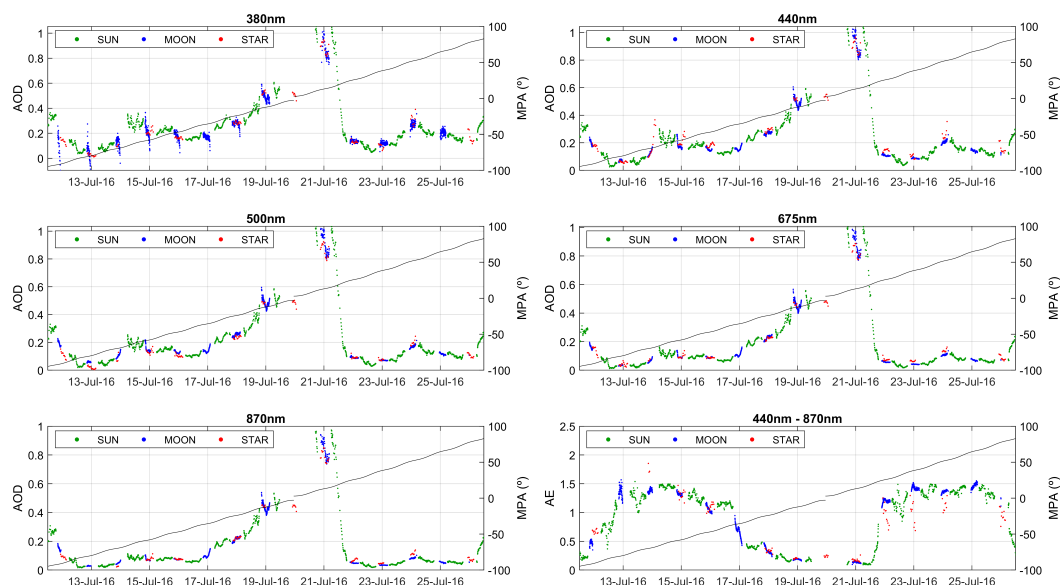 380nm
SUN MOON STAR
AOD
1
0.8
0.6
0.4
0.2
0
100
50
0
-50
-100
MPA (º)
13-Jul-16 15-Jul-16 17-Jul-16 19-Jul-16 21-Jul-16 23-Jul-16 25-Jul-16
440nm
SUN MOON STAR
AOD
1
0.8
0.6
0.4
0.2
0
100
50
0
-50
-100
MPA (º)
13-Jul-16 15-Jul-16 17-Jul-16 19-Jul-16 21-Jul-16 23-Jul-16 25-Jul-16
500nm
SUN MOON STAR
AOD
1
0.8
0.6
0.4
0.2
0
100
50
0
-50
-100
MPA (º)
13-Jul-16 15-Jul-16 17-Jul-16 19-Jul-16 21-Jul-16 23-Jul-16 25-Jul-16
675nm
SUN MOON STAR
AOD
1
0.8
0.6
0.4
0.2
0
100
50
0
-50
-100
MPA (º)
13-Jul-16 15-Jul-16 17-Jul-16 19-Jul-16 21-Jul-16 23-Jul-16 25-Jul-16
870nm
SUN MOON STAR
AOD
1
0.8
0.6
0.4
0.2
0
100
50
0
-50
-100
MPA (º)
13-Jul-16 15-Jul-16 17-Jul-16 19-Jul-16 21-Jul-16 23-Jul-16 25-Jul-16
440nm - 870nm
SUN MOON STAR
AE
2.5
2
1.5
1
0.5
0
100
50
0
-50
-100
MPA (º)
13-Jul-16 15-Jul-16 17-Jul-16 19-Jul-16 21-Jul-16 23-Jul-16 25-Jul-16